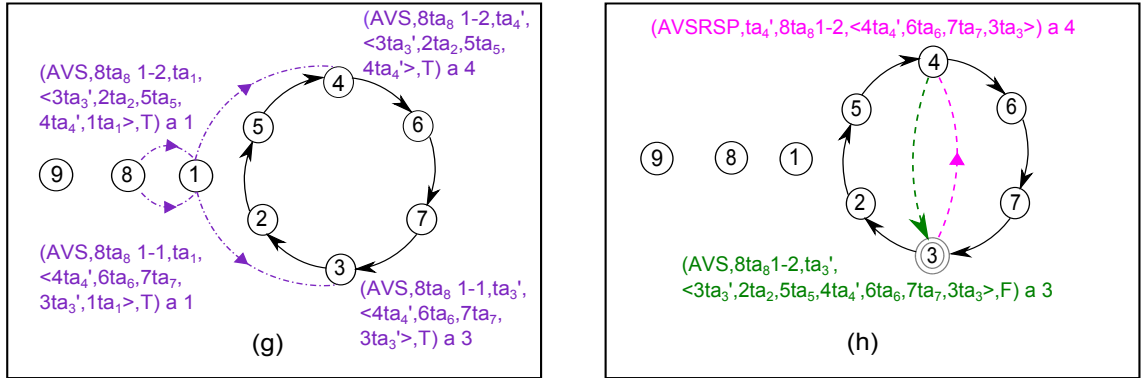 (AVS,8ta₈ 1-2,ta₄',
<3ta₃',2ta₂,5ta₅,
4ta₄'>,T) a 4
(AVS,8ta₈ 1-2,ta₁,
<3ta₃',2ta₂,5ta₅,
4ta₄',1ta₁>,T) a 1
4
5
6
9
8
1
2
7
3
(AVS,8ta₈ 1-1,ta₁,
<4ta₄',6ta₆,7ta₇,
3ta₃',1ta₁>,T) a 1
(AVS,8ta₈ 1-1,ta₃',
<4ta₄',6ta₆,7ta₇,
3ta₃'>,T) a 3
(g)
(AVSRSP,ta₄',8ta₈1-2,<4ta₄',6ta₆,7ta₇,3ta₃>) a 4
4
5
6
9
8
1
2
7
3
(AVS,8ta₈1-2,ta₃',
<3ta₃',2ta₂,5ta₅,4ta₄',6ta₆,7ta₇,3ta₃>,F) a 3
(h)